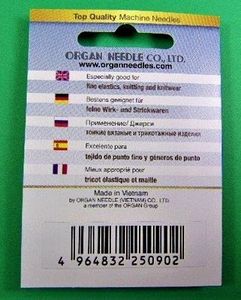 Top Quality Machine Needles
ORGAN NEEDLE CO., LTD.
www.organneedles.com
Especially good for
fine elastics, knitting and knitwear
Bestens geeignet für
feine Wirk- und Strickwaren
Применение/ Джерси
тонкие вязаные и трикотажные изделия
Excelente para
tejido de punto fino y géneros de punto
Mieux approprié pour
tricot élastique et maille
Made in Vietnam
by ORGAN NEEDLE (VIETNAM) CO., LTD
a member of the ORGAN Group
4 964832 250902